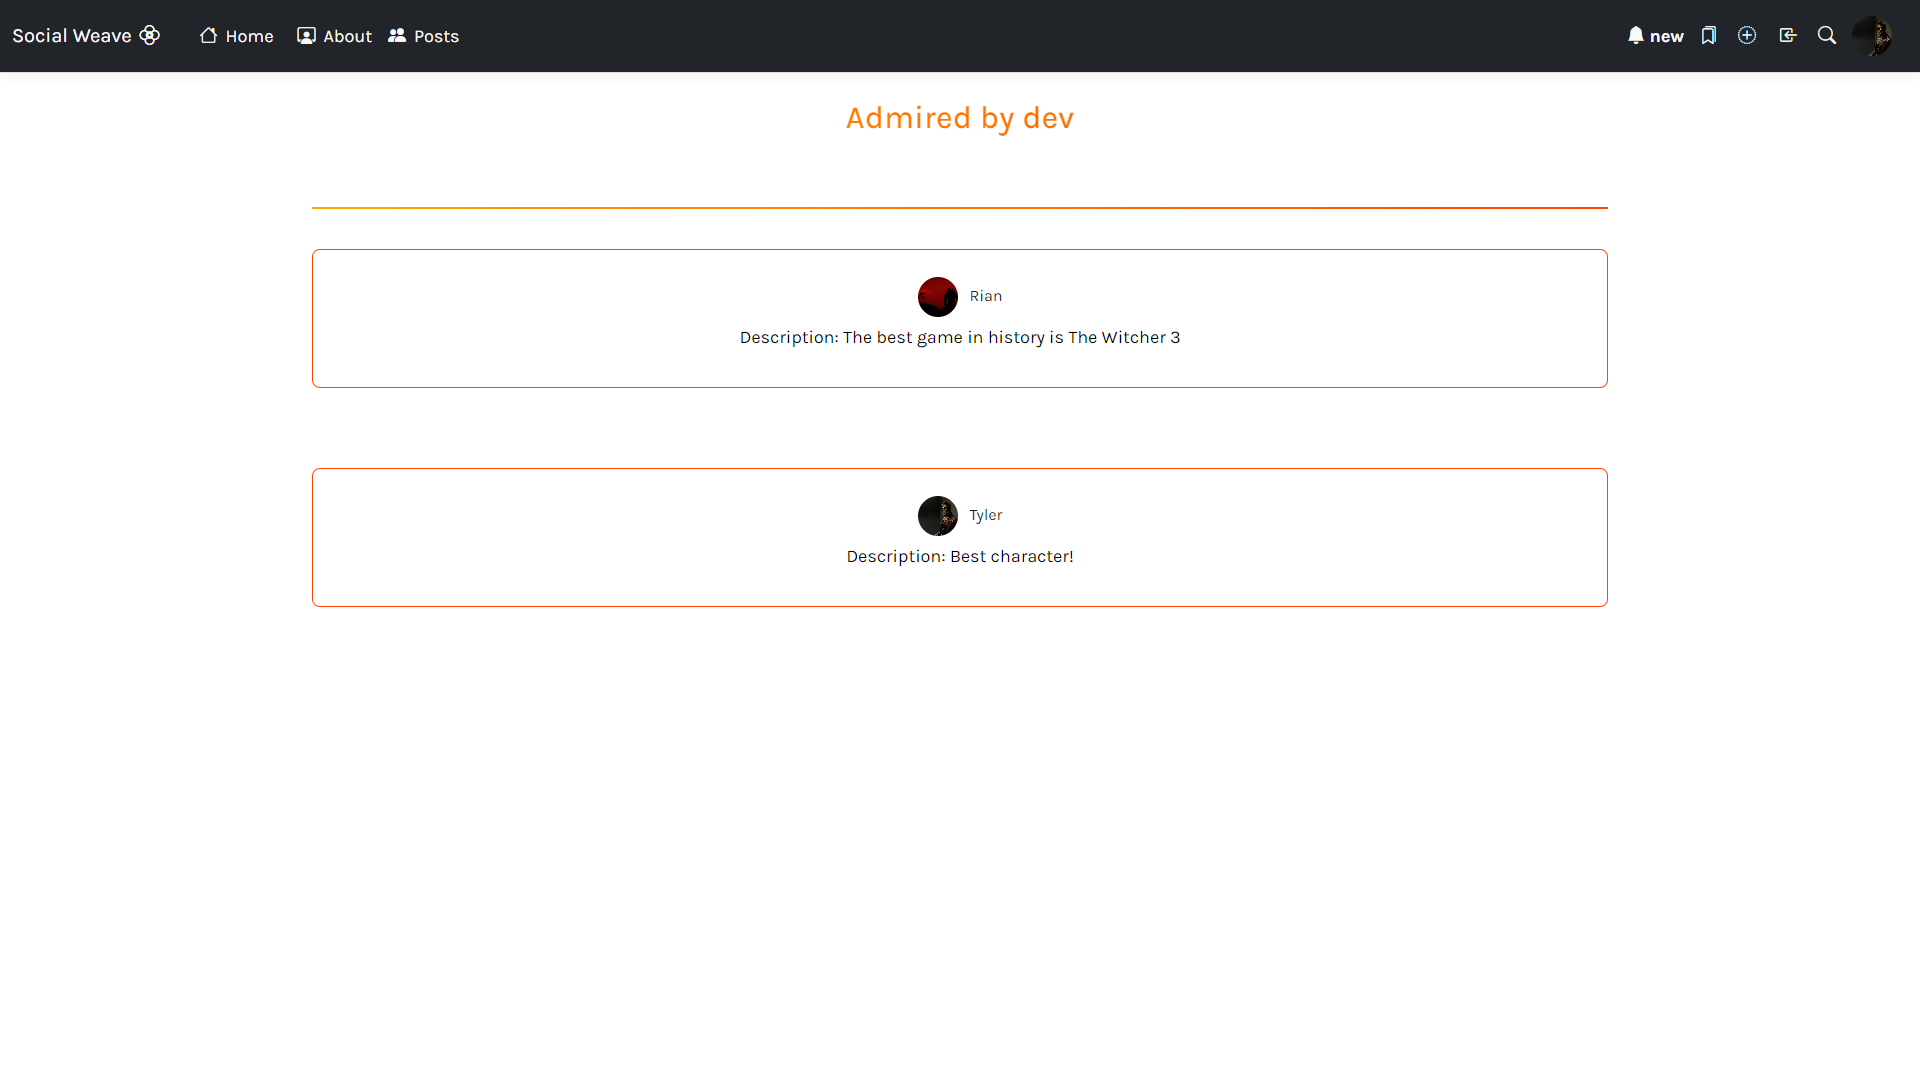 Social Weave Home About Posts new
Admired by dev
Rian
Description: The best game in history is The Witcher 3
Tyler
Description: Best character!